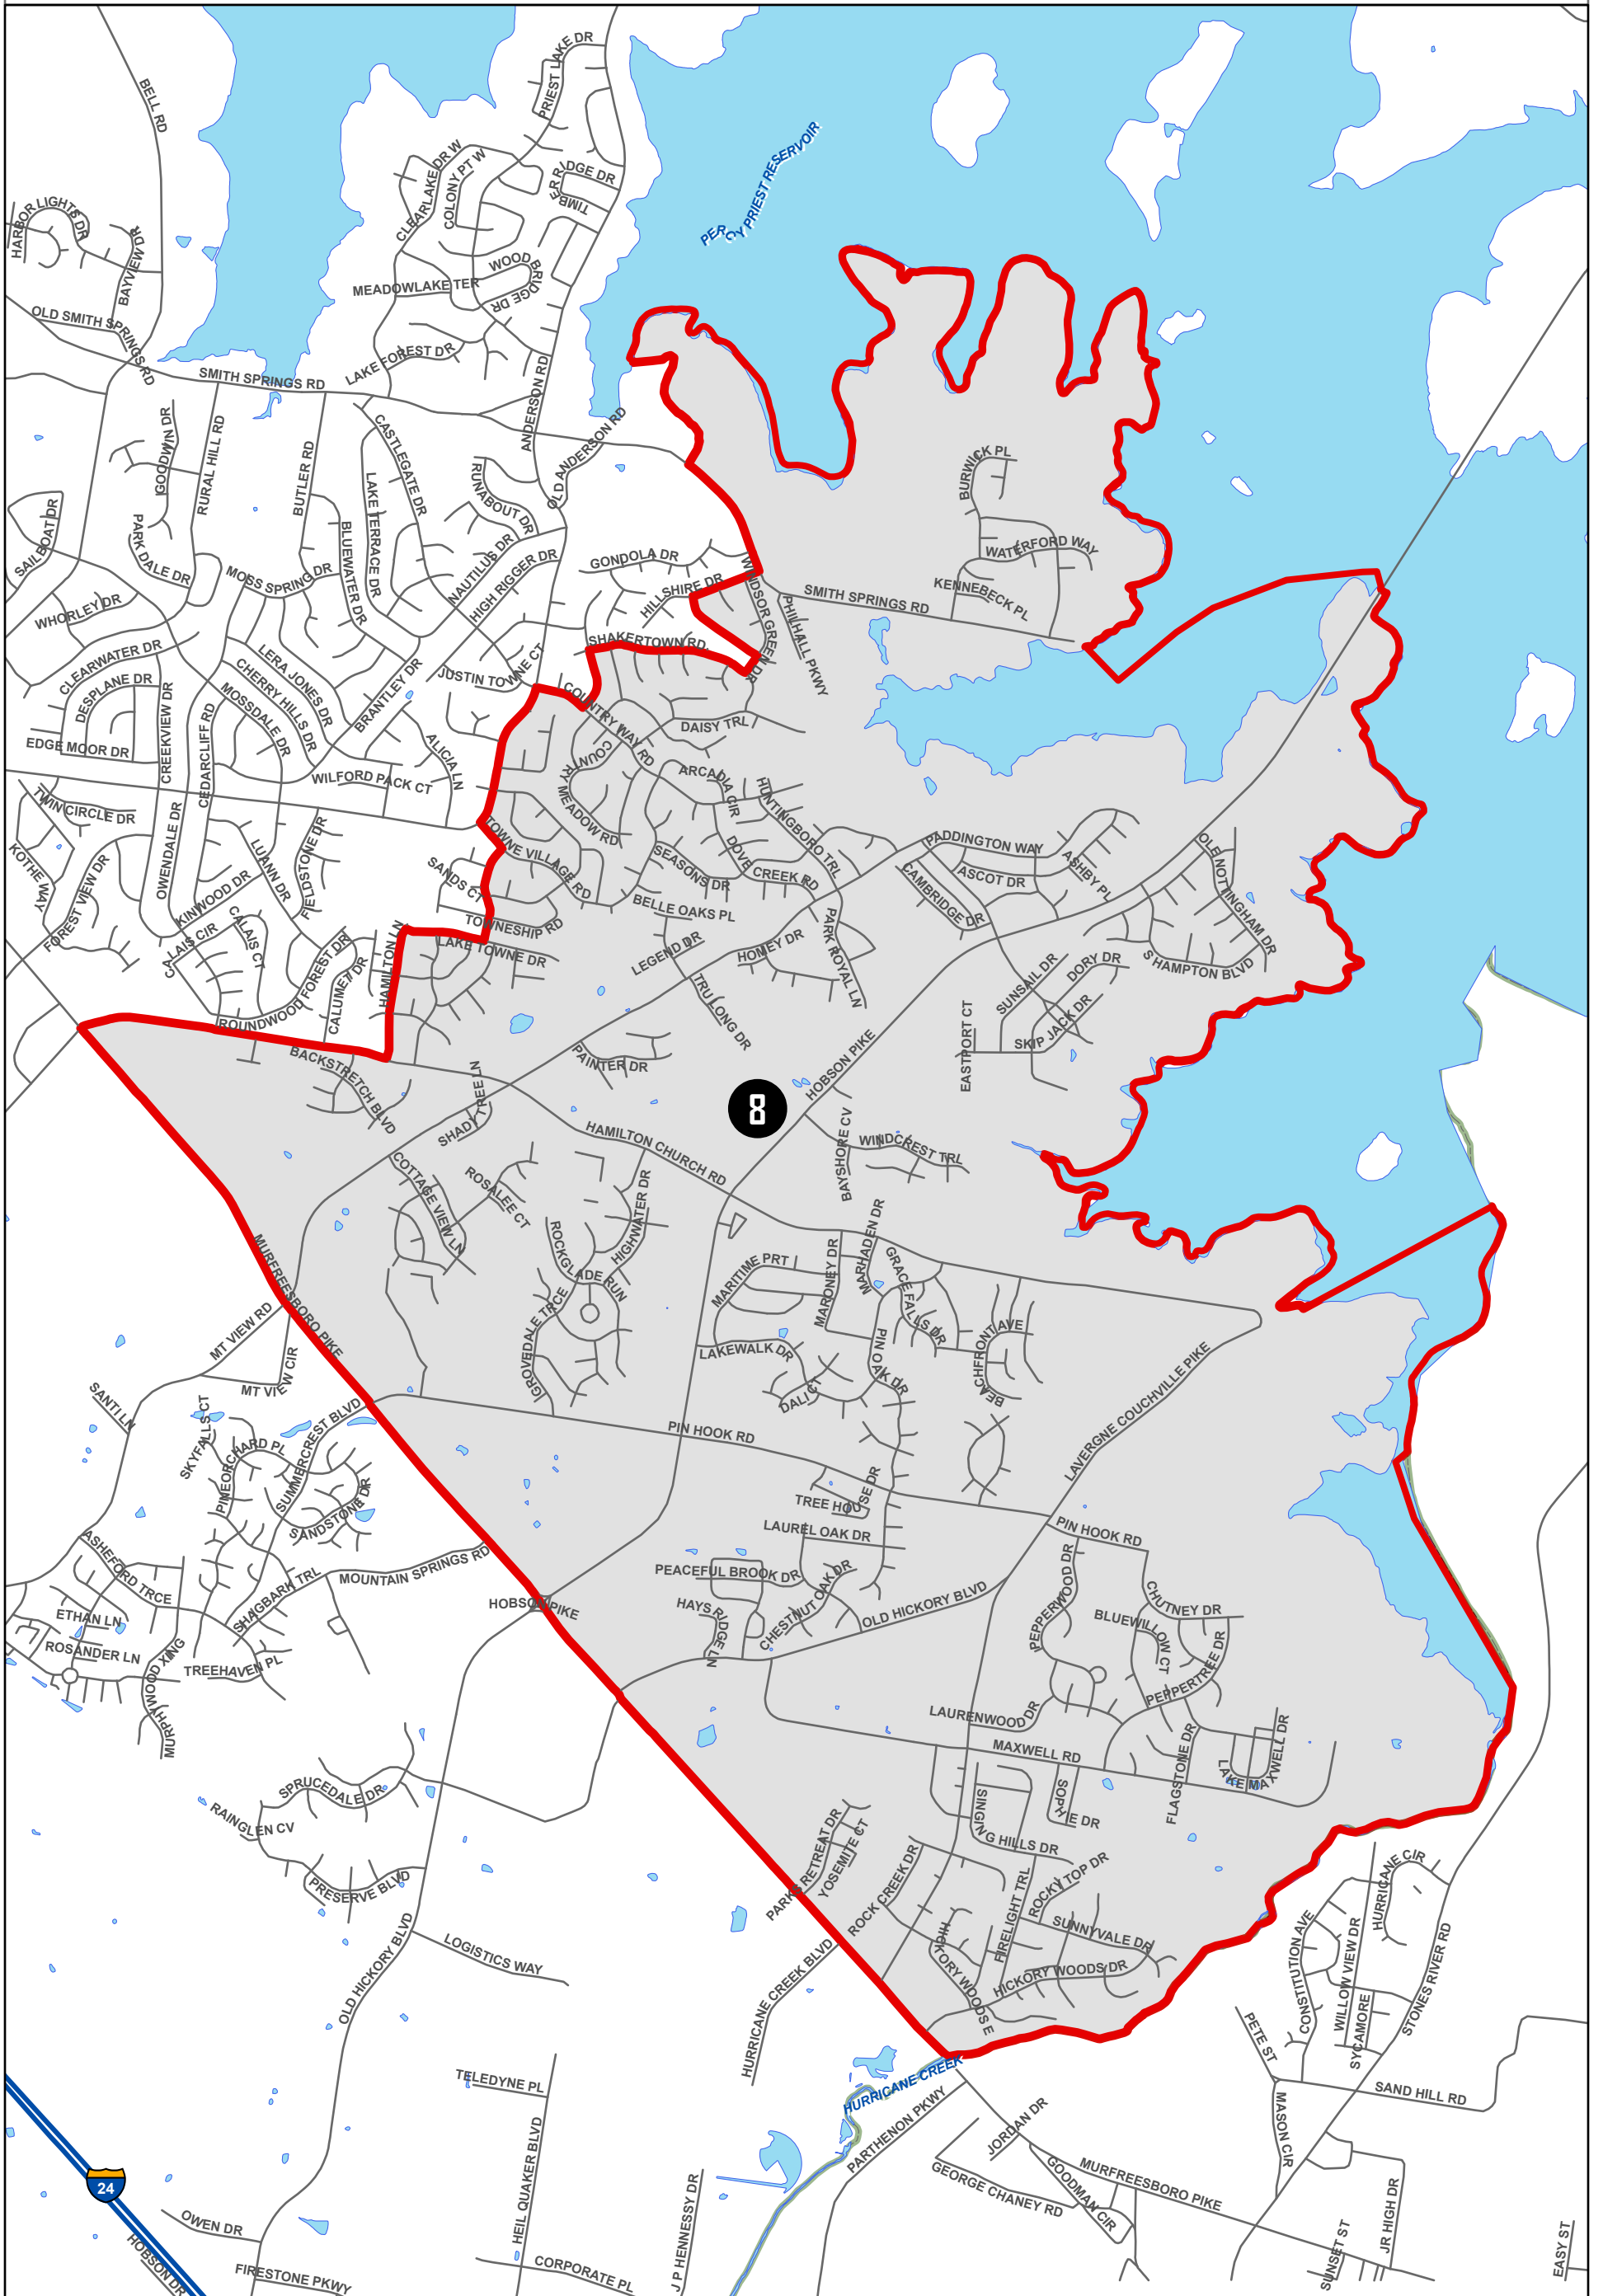 PRIEST LAKE DR
BELL RD
PERCY PRIEST RESERVOIR
CLEARLAKE DR W
COLONY PT W
TIMBER RIDGE DR
HARBOR LIGHTS DR
BAYVIEW DR
WOODBRIDGE DR
MEADOWLAKE TER
OLD SMITH SPRINGS RD
LAKE FOREST DR
SMITH SPRINGS RD
ANDERSON RD
OLD ANDERSON RD
GOODWIN DR
RURAL HILL RD
BUTLER RD
CASTLEGATE DR
LAKE TERRACE DR
RUNABOUT DR
BURWICK PL
SAILBOAT DR
PARK DALE DR
BLUEWATER DR
NAUTILUS DR
HIGH RIGGER DR
GONDOLA DR
WATERFORD WAY
MOSS SPRING DR
HILLSHIRE DR
WINDSOR GREEN DR
PHILHALL PKWY
SMITH SPRINGS RD
KENNEBECK PL
WHORLEY DR
SHAKERTOWN RD
CLEARWATER DR
LERA JONES DR
CHERRY HILLS DR
BRANTLEY DR
JUSTIN TOWNE CT
DESPLANE DR
MOSSDALE DR
COUNTRY WAY RD
DAISY TRL
EDGE MOOR DR
CREEKVIEW DR
CEDARCLIFF RD
ALICIA LN
WILFORD PACK CT
COUNTRY MEADOW RD
ARCADIA CIR
HUNTINGBORO TRL
TWIN CIRCLE DR
OWENDALE DR
LUANN DR
FIELDSTONE DR
TOWNE VILLAGE RD
SEASONS DR
DOVE CREEK RD
PADDINGTON WAY
ASHBY PL
OLE NOTTINGHAM DR
KOTHE WAY
FOREST VIEW DR
KINWOOD DR
SANDS CT
ASCOT DR
CAMBRIDGE DR
CALAIS CIR
CALAIS CT
BELLE OAKS PL
TOWNESHIP RD
LAKE TOWNE DR
LEGEND DR
HONEY DR
PARK ROYAL LN
S HAMPTON BLVD
HAMILTON LN
ROUNDWOOD FOREST DR
CALUMET DR
TRU LONG DR
SUNSAIL DR
DORY DR
SKIP JACK DR
EASTPORT CT
BACKSTRETCH BLVD
PAINTER DR
HOBSON PIKE
8
SHADY TREE LN
HAMILTON CHURCH RD
BAYSHORE CV
WINDCREST TRL
COTTAGE VIEW LN
ROSALEE CT
HIGHWATER DR
ROCKGLADE RUN
MURFREESBORO PIKE
MARITIME PRT
MARONEY DR
MARHADEN DR
GRACE FALLS DR
MT VIEW RD
MT VIEW CIR
GROVEDALE TRCE
LAKEWALK DR
PIN OAK DR
BEACHFRONT AVE
DALI CT
LAVERGNE COUCHVILLE PIKE
SANTI LN
SKYFALLS CT
PINEORCHARD PL
SUMMERCREST BLVD
SANDSTONE DR
PIN HOOK RD
TREE HOUSE DR
LAUREL OAK DR
PIN HOOK RD
ASHEFORD TRCE
SHAGBARK TRL
MOUNTAIN SPRINGS RD
HOBSON PIKE
PEACEFUL BROOK DR
CHESTNUT OAK DR
HAYS RIDGE LN
OLD HICKORY BLVD
PEPPERWOOD DR
CHUTNEY DR
BLUEWILLOW CT
PEPPERTREE DR
ETHAN LN
ROSANDER LN
MURPHYWOOD XING
TREEHAVEN PL
LAURENWOOD DR
MAXWELL RD
FLAGSTONE DR
LAKE MAXWELL DR
SPRUCEDALE DR
RAINGLEN CV
PRESERVE BLVD
SINGING HILLS DR
SOPHIE DR
PARKS RETREAT DR
YOSEMITE CT
ROCK CREEK DR
FIRELIGHT TRL
ROCKY TOP DR
SUNNYVALE DR
HICKORY WOODS DR
HICKORY WOODS E
HURRICANE CIR
CONSTITUTION AVE
WILLOW VIEW DR
SYCAMORE
STONES RIVER RD
OLD HICKORY BLVD
LOGISTICS WAY
HURRICANE CREEK BLVD
HURRICANE CREEK
TELEDYNE PL
HEIL QUAKER BLVD
PARTHENON PKWY
JORDAN DR
GEORGE CHANEY RD
GOODMAN CIR
MURFREESBORO PIKE
PETE ST
MASON CIR
SAND HILL RD
JR HIGH DR
SUNSET ST
EASY ST
24
OWEN DR
HOBSON DR
FIRESTONE PKWY
CORPORATE PL
J P HENNESSY DR